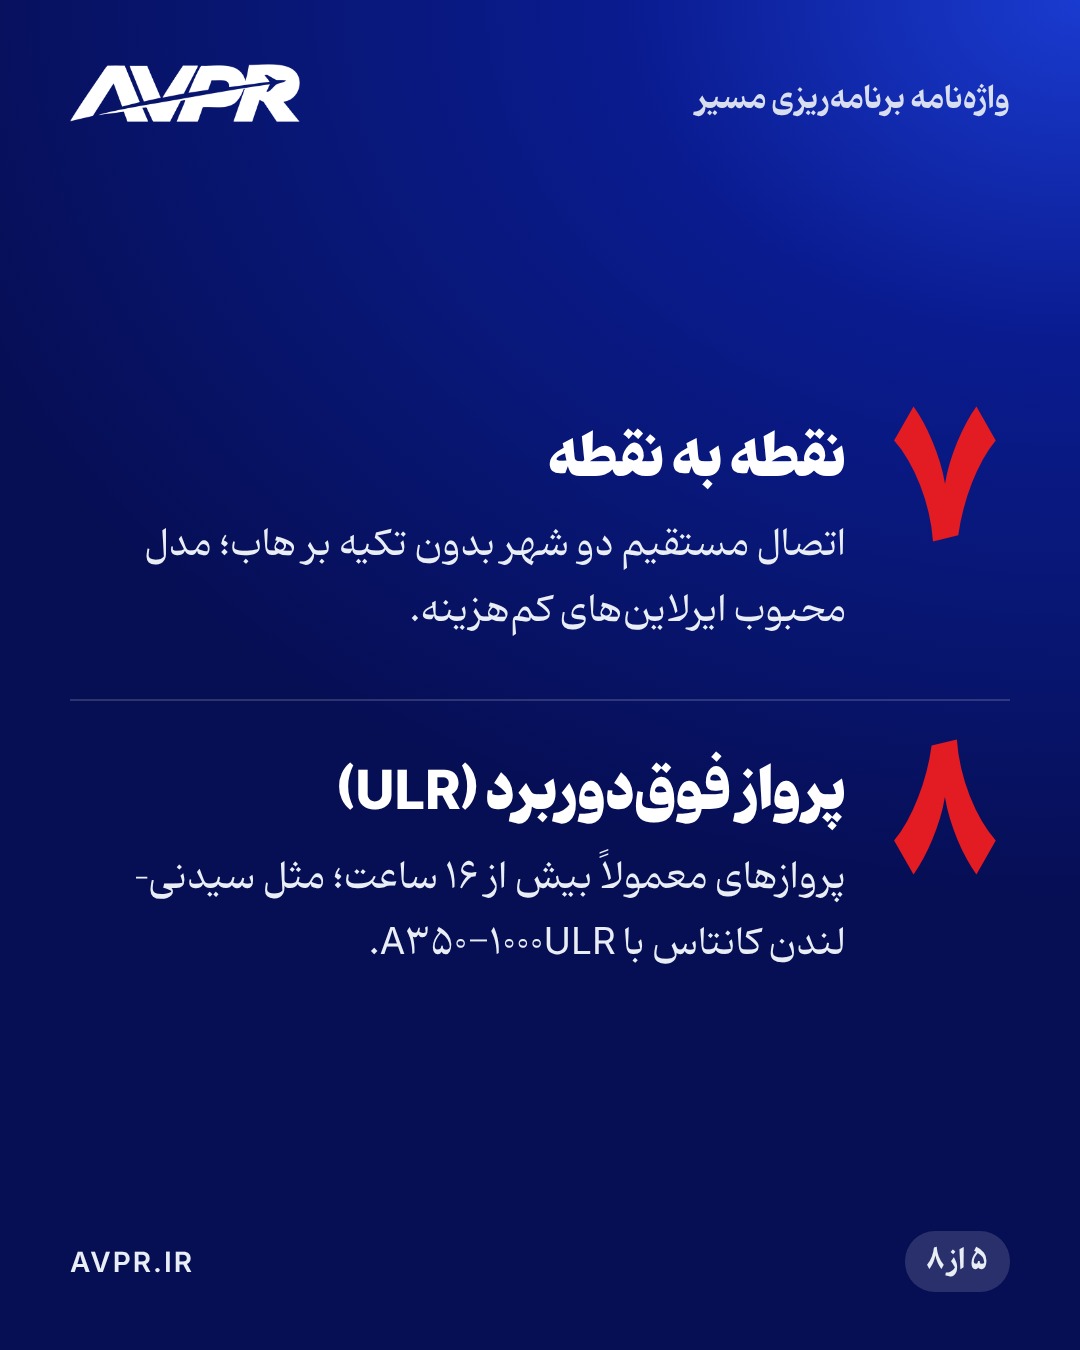 واژه‌نامه برنامه‌ریزی مسیر
AVPR
۷
نقطه به نقطه
اتصال مستقیم دو شهر بدون تکیه بر هاب؛ مدل
محبوب ایرلاین‌های کم‌هزینه.
۸
پرواز فوق‌دوربرد (ULR)
پروازهای معمولاً بیش از ۱۶ ساعت؛ مثل سیدنی-
لندن کانتاس با A۳۵۰-۱۰۰۰ULR.
۵ از ۸
AVPR.IR